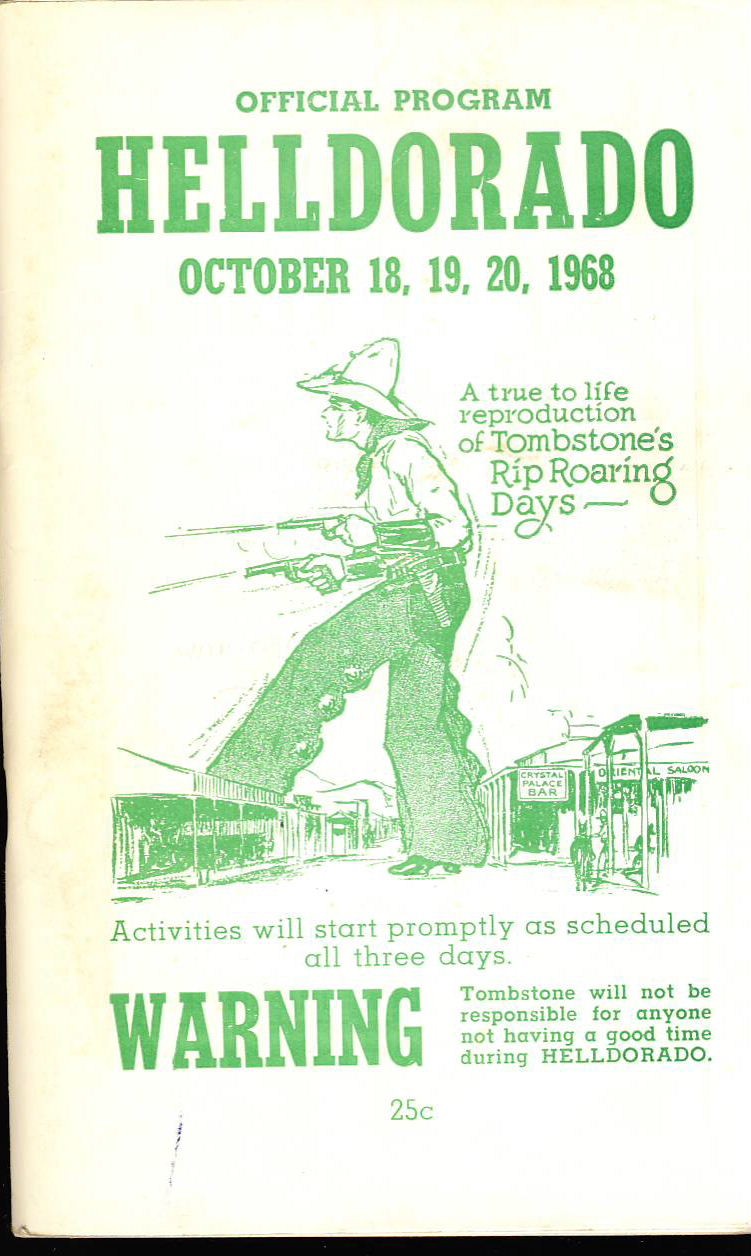 OFFICIAL PROGRAM
HELLDORADO
OCTOBER 18, 19, 20, 1968
A true to life
reproduction
of Tombstone's
Rip Roaring
Days —
CRYSTAL
PALACE
BAR
ORIENTAL SALOON
Activities will start promptly as scheduled
all three days.
WARNING
Tombstone will not be
responsible for anyone
not having a good time
during HELLDORADO.
25c